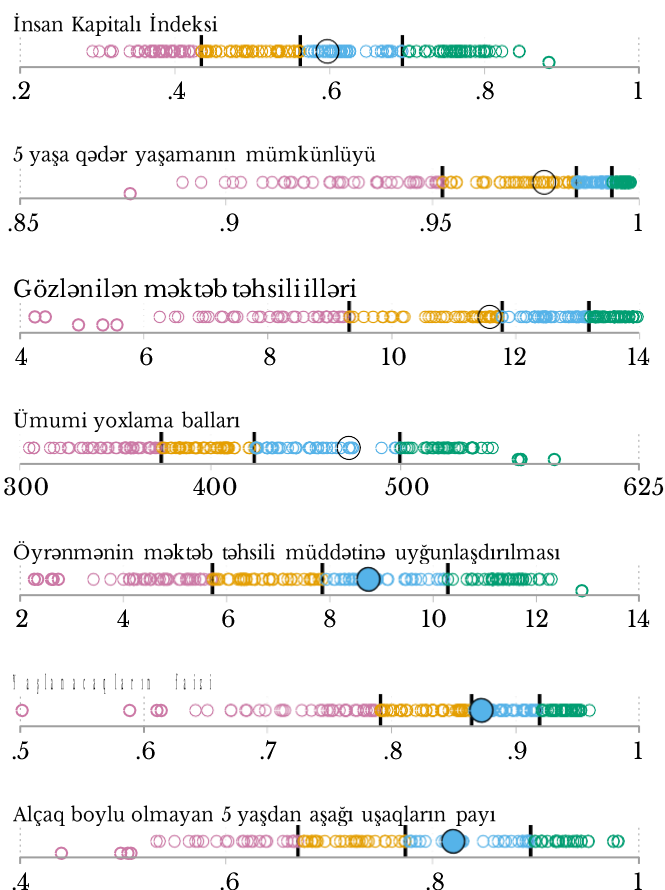 İnsan Kapitalı İndeksi
.2 .4 .6 .8 1
5 yaşa qədər yaşamanın mümkünlüyü
.85 .9 .95 1
Gözlənilən məktəb təhsili illəri
4 6 8 10 12 14
Ümumi yoxlama balları
300 400 500 625
Öyrənmənin məktəb təhsili müddətinə uyğunlaşdırılması
2 4 6 8 10 12 14
Yaşlanacaqların faizi
.5 .6 .7 .8 .9 1
Alçaq boylu olmayan 5 yaşdan aşağı uşaqların payı
.4 .6 .8 1